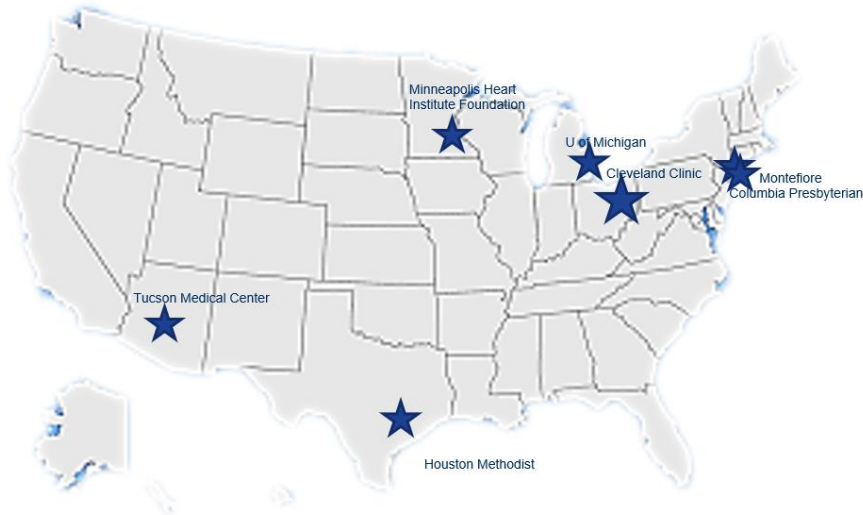 Minneapolis Heart
Institute Foundation
U of Michigan
Cleveland Clinic
Montefiore
Columbia Presbyterian
Tucson Medical Center
Houston Methodist